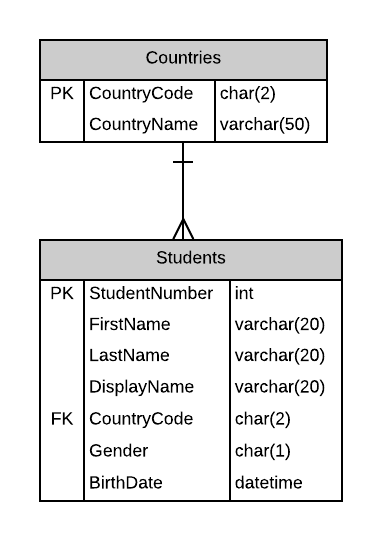 Countries
PK CountryCode char(2)
CountryName varchar(50)
Students
PK StudentNumber int
FirstName varchar(20)
LastName varchar(20)
DisplayName varchar(20)
FK CountryCode char(2)
Gender char(1)
BirthDate datetime